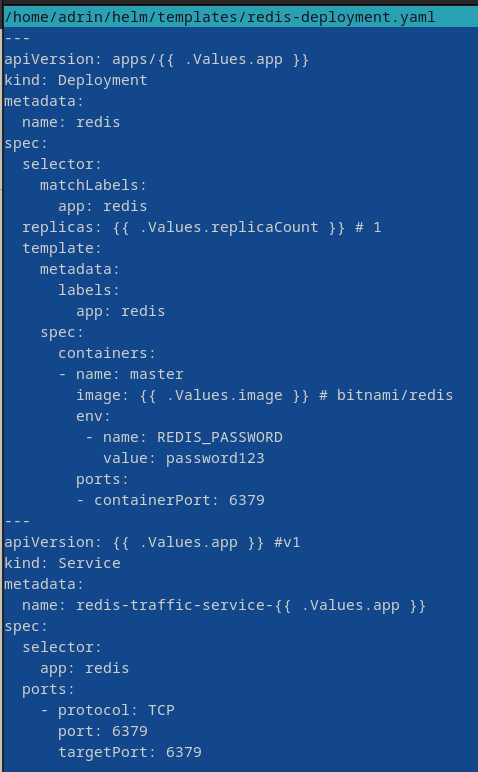 /home/adrin/helm/templates/redis-deployment.yaml
---
apiVersion: apps/{{ .Values.app }}
kind: Deployment
metadata:
  name: redis
spec:
  selector:
    matchLabels:
      app: redis
  replicas: {{ .Values.replicaCount }} # 1
  template:
    metadata:
      labels:
        app: redis
    spec:
      containers:
      - name: master
        image: {{ .Values.image }} # bitnami/redis
        env:
         - name: REDIS_PASSWORD
           value: password123
        ports:
        - containerPort: 6379
---
apiVersion: {{ .Values.app }} #v1
kind: Service
metadata:
  name: redis-traffic-service-{{ .Values.app }}
spec:
  selector:
    app: redis
  ports:
    - protocol: TCP
      port: 6379
      targetPort: 6379